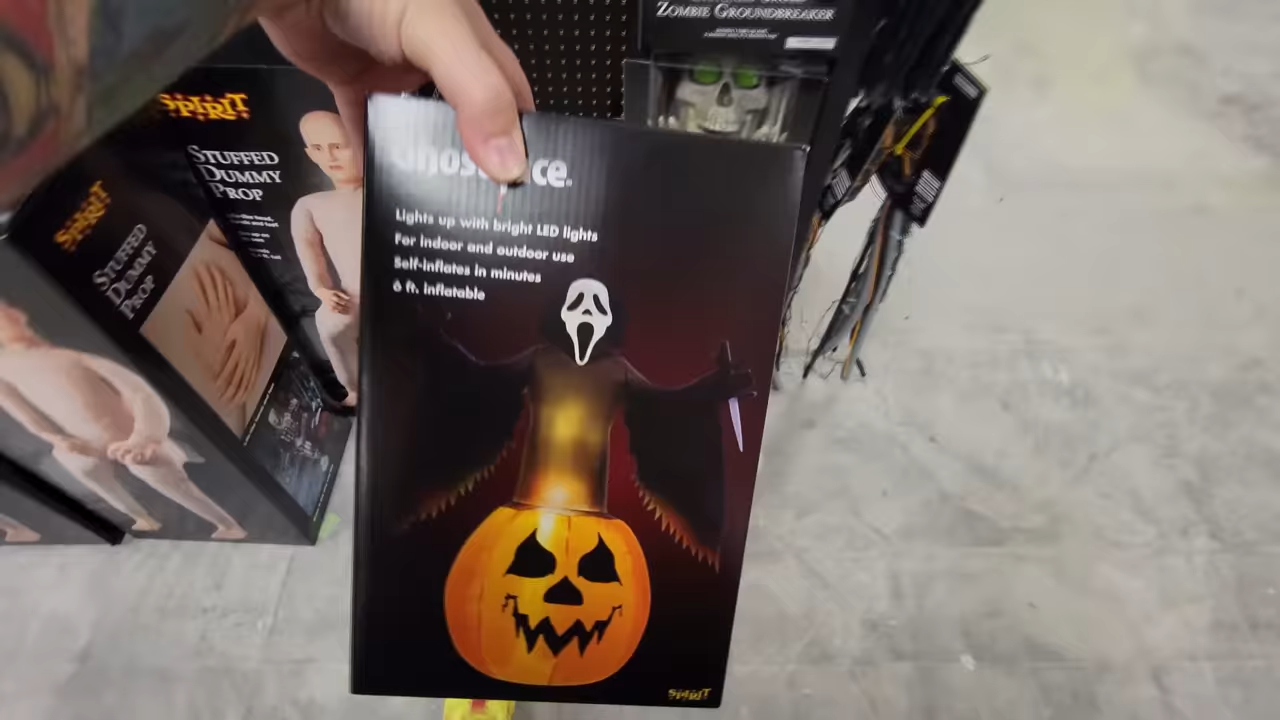 ZOMBIE GROUNDBREAKER
SPIRIT
STUFFED
DUMMY
PROP
SPIRIT
STUFFED
DUMMY
PROP
Lights up with bright LED lights
For indoor and outdoor use
Self-inflates in minutes
6 ft. inflatable
SPIRIT